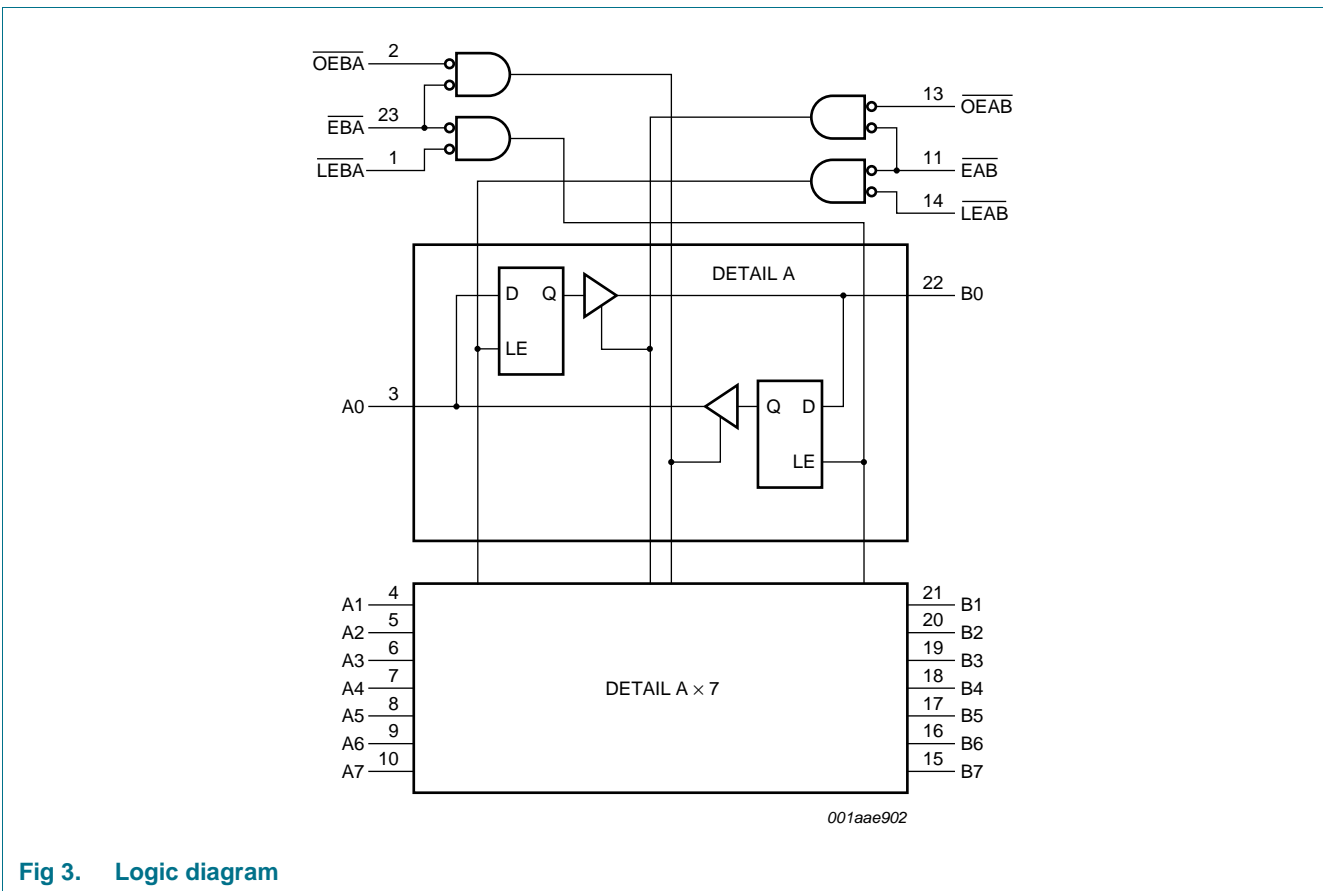 OEBA 2
EBA 23
LEBA 1
13 OEAB
11 EAB
14 LEAB
DETAIL A
D Q
LE
22 B0
A0 3
Q D
LE
A1 4
A2 5
A3 6
A4 7
A5 8
A6 9
A7 10
DETAIL A × 7
21 B1
20 B2
19 B3
18 B4
17 B5
16 B6
15 B7
001aae902
Fig 3. Logic diagram